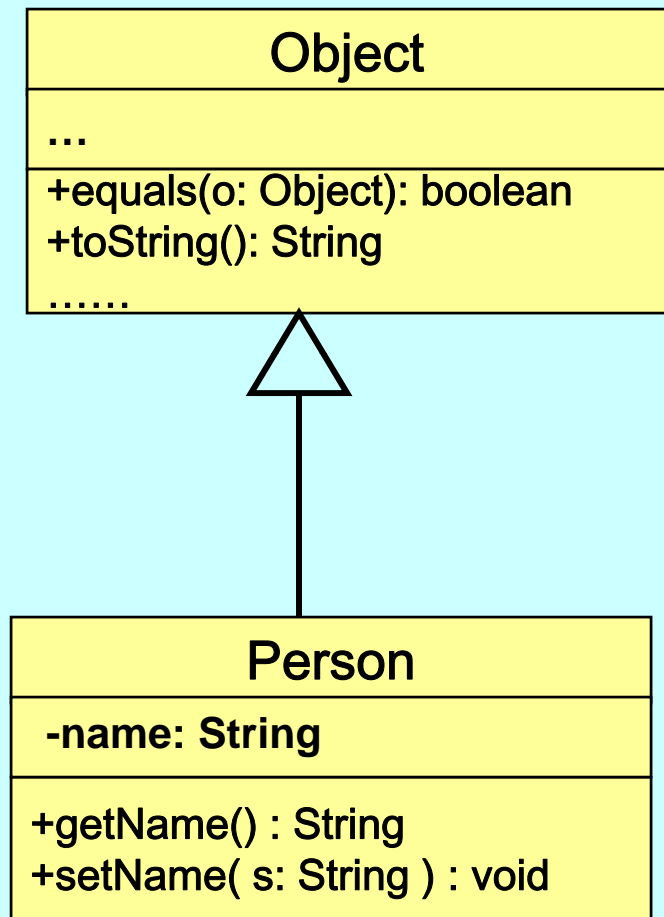 Object
...
+equals(o: Object): boolean
+toString(): String
......
Person
-name: String
+getName() : String
+setName( s: String ) : void